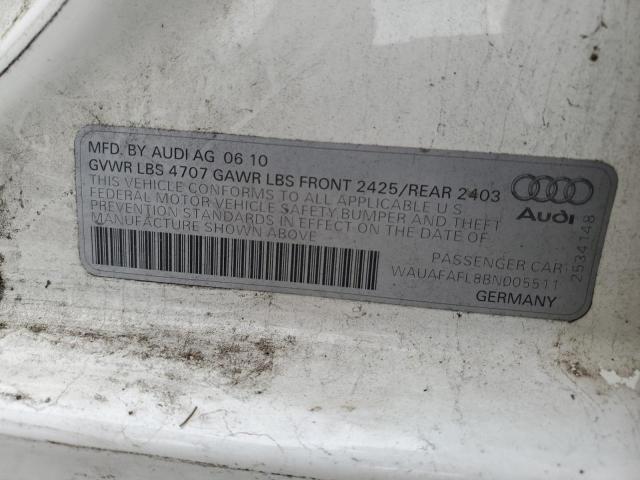 MFD. BY AUDI AG 06 10
GVWR LBS 4707 GAWR LBS FRONT 2425/REAR 2403
THIS VEHICLE CONFORMS TO ALL APPLICABLE U S
FEDERAL MOTOR VEHICLE SAFETY BUMPER AND THEFT
PREVENTION STANDARDS IN EFFECT ON THE DATE OF
MANUFACTURE SHOWN ABOVE
PASSENGER CAR
WAUAFAFL8BN005511
GERMANY
Audi
2534148